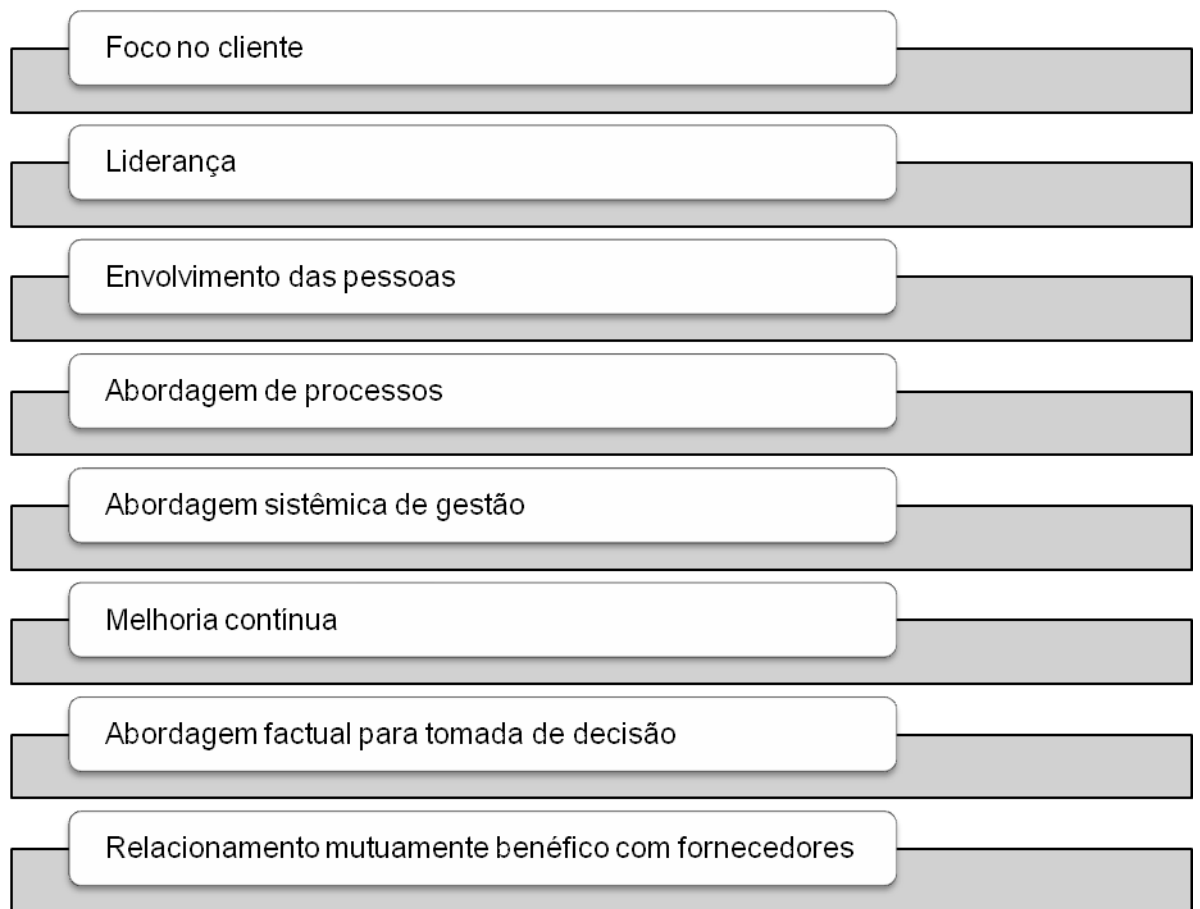 Foco no cliente
Liderança
Envolvimento das pessoas
Abordagem de processos
Abordagem sistêmica de gestão
Melhoria contínua
Abordagem factual para tomada de decisão
Relacionamento mutuamente benéfico com fornecedores